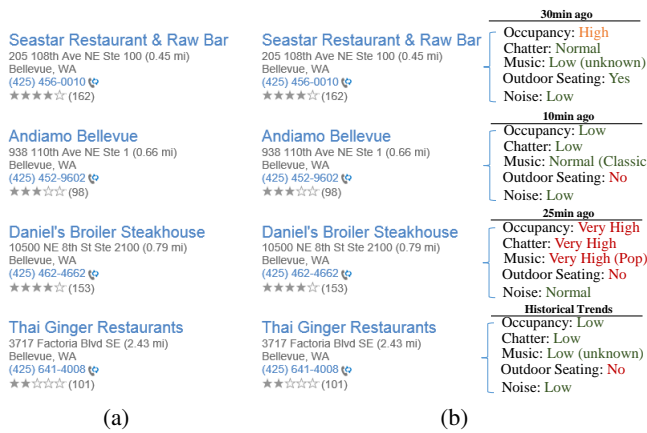 Seastar Restaurant & Raw Bar
205 108th Ave NE Ste 100 (0.45 mi)
Bellevue, WA
(425) 456-0010
★★★★☆ (162)
Andiamo Bellevue
938 110th Ave NE Ste 1 (0.66 mi)
Bellevue, WA
(425) 452-9602
★★★☆☆ (98)
Daniel's Broiler Steakhouse
10500 NE 8th St Ste 2100 (0.79 mi)
Bellevue, WA
(425) 462-4662
★★★★☆ (153)
Thai Ginger Restaurants
3717 Factoria Blvd SE (2.43 mi)
Bellevue, WA
(425) 641-4008
★★☆☆☆ (101)
(a)
Seastar Restaurant & Raw Bar
205 108th Ave NE Ste 100 (0.45 mi)
Bellevue, WA
(425) 456-0010
★★★★☆ (162)
30min ago
Occupancy: High
Chatter: Normal
Music: Low (unknown)
Outdoor Seating: Yes
Noise: Low
Andiamo Bellevue
938 110th Ave NE Ste 1 (0.66 mi)
Bellevue, WA
(425) 452-9602
★★★☆☆ (98)
10min ago
Occupancy: Low
Chatter: Low
Music: Normal (Classic
Outdoor Seating: No
Noise: Low
Daniel's Broiler Steakhouse
10500 NE 8th St Ste 2100 (0.79 mi)
Bellevue, WA
(425) 462-4662
★★★★☆ (153)
25min ago
Occupancy: Very High
Chatter: Very High
Music: Very High (Pop)
Outdoor Seating: No
Noise: Normal
Thai Ginger Restaurants
3717 Factoria Blvd SE (2.43 mi)
Bellevue, WA
(425) 641-4008
★★☆☆☆ (101)
Historical Trends
Occupancy: Low
Chatter: Low
Music: Low (unknown)
Outdoor Seating: No
Noise: Low
(b)